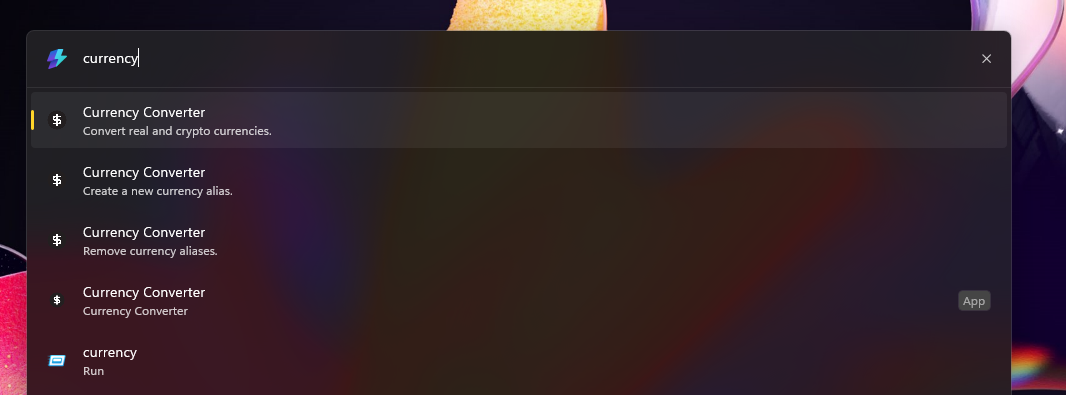 currency
Currency Converter
Convert real and crypto currencies.
Currency Converter
Create a new currency alias.
Currency Converter
Remove currency aliases.
Currency Converter
Currency Converter
App
currency
Run